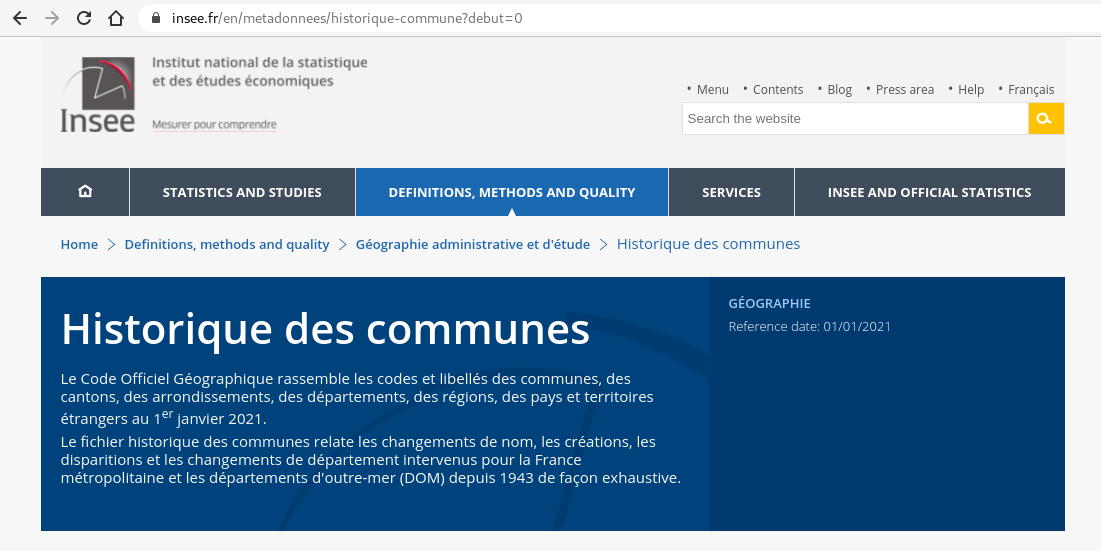 insee.fr/en/metadonnees/historique-commune?debut=0
Institut national de la statistique
et des études économiques
Insee
Mesurer pour comprendre
• Menu • Contents • Blog • Press area • Help • Français
Search the website
STATISTICS AND STUDIES DEFINITIONS, METHODS AND QUALITY SERVICES INSEE AND OFFICIAL STATISTICS
Home > Definitions, methods and quality > Géographie administrative et d'étude > Historique des communes
Historique des communes
Le Code Officiel Géographique rassemble les codes et libellés des communes, des
cantons, des arrondissements, des départements, des régions, des pays et territoires
étrangers au 1er janvier 2021.
Le fichier historique des communes relate les changements de nom, les créations, les
disparitions et les changements de département intervenus pour la France
métropolitaine et les départements d'outre-mer (DOM) depuis 1943 de façon exhaustive.
GÉOGRAPHIE
Reference date: 01/01/2021